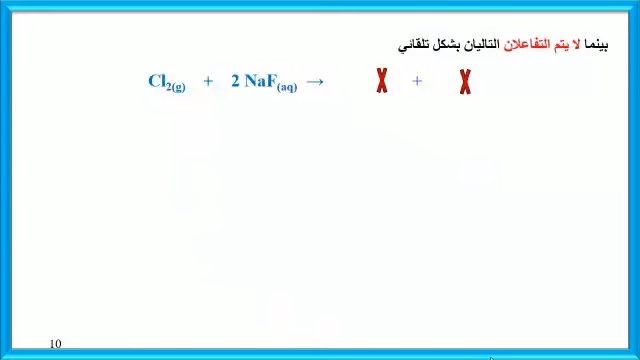 بينما لا يتم التفاعلان التاليان بشكل تلقائي
Cl₂(g) + 2 NaF(aq) → X + X
10